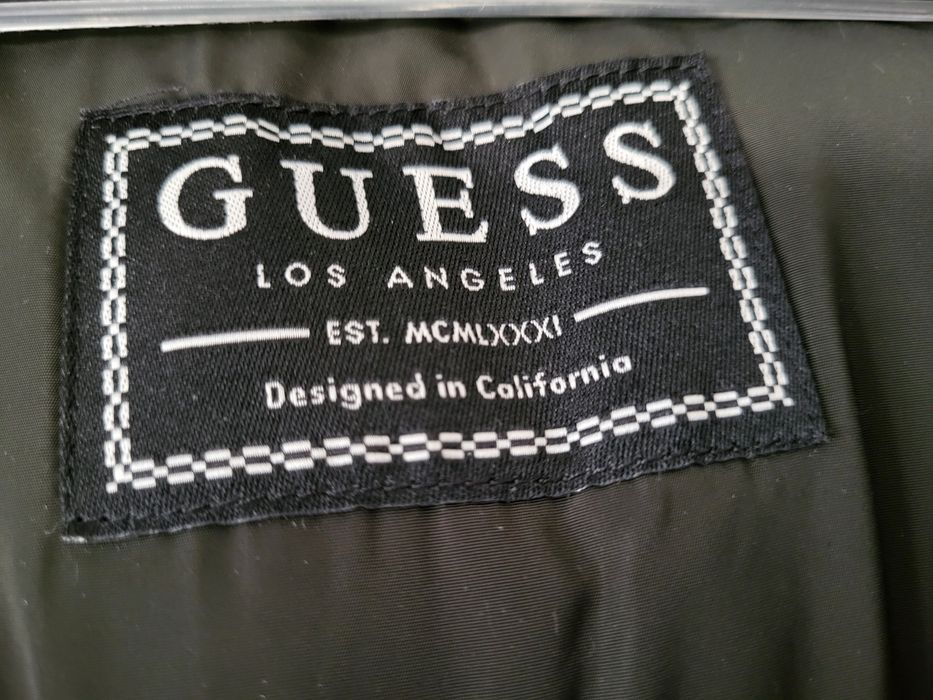 GUESS
LOS ANGELES
EST. MCMLXXXI
Designed in California